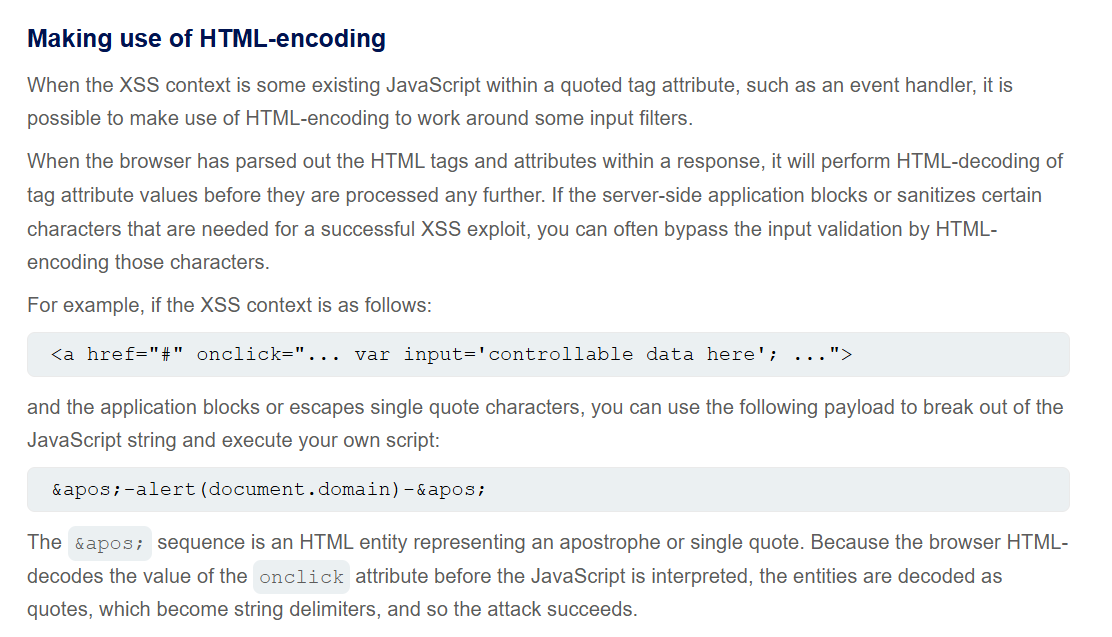 Making use of HTML-encoding
When the XSS context is some existing JavaScript within a quoted tag attribute, such as an event handler, it is
possible to make use of HTML-encoding to work around some input filters.
When the browser has parsed out the HTML tags and attributes within a response, it will perform HTML-decoding of
tag attribute values before they are processed any further. If the server-side application blocks or sanitizes certain
characters that are needed for a successful XSS exploit, you can often bypass the input validation by HTML-
encoding those characters.
For example, if the XSS context is as follows:
<a href="#" onclick="... var input='controllable data here'; ...">
and the application blocks or escapes single quote characters, you can use the following payload to break out of the
JavaScript string and execute your own script:
&apos;-alert(document.domain)-&apos;
The &apos; sequence is an HTML entity representing an apostrophe or single quote. Because the browser HTML-
decodes the value of the onclick attribute before the JavaScript is interpreted, the entities are decoded as
quotes, which become string delimiters, and so the attack succeeds.